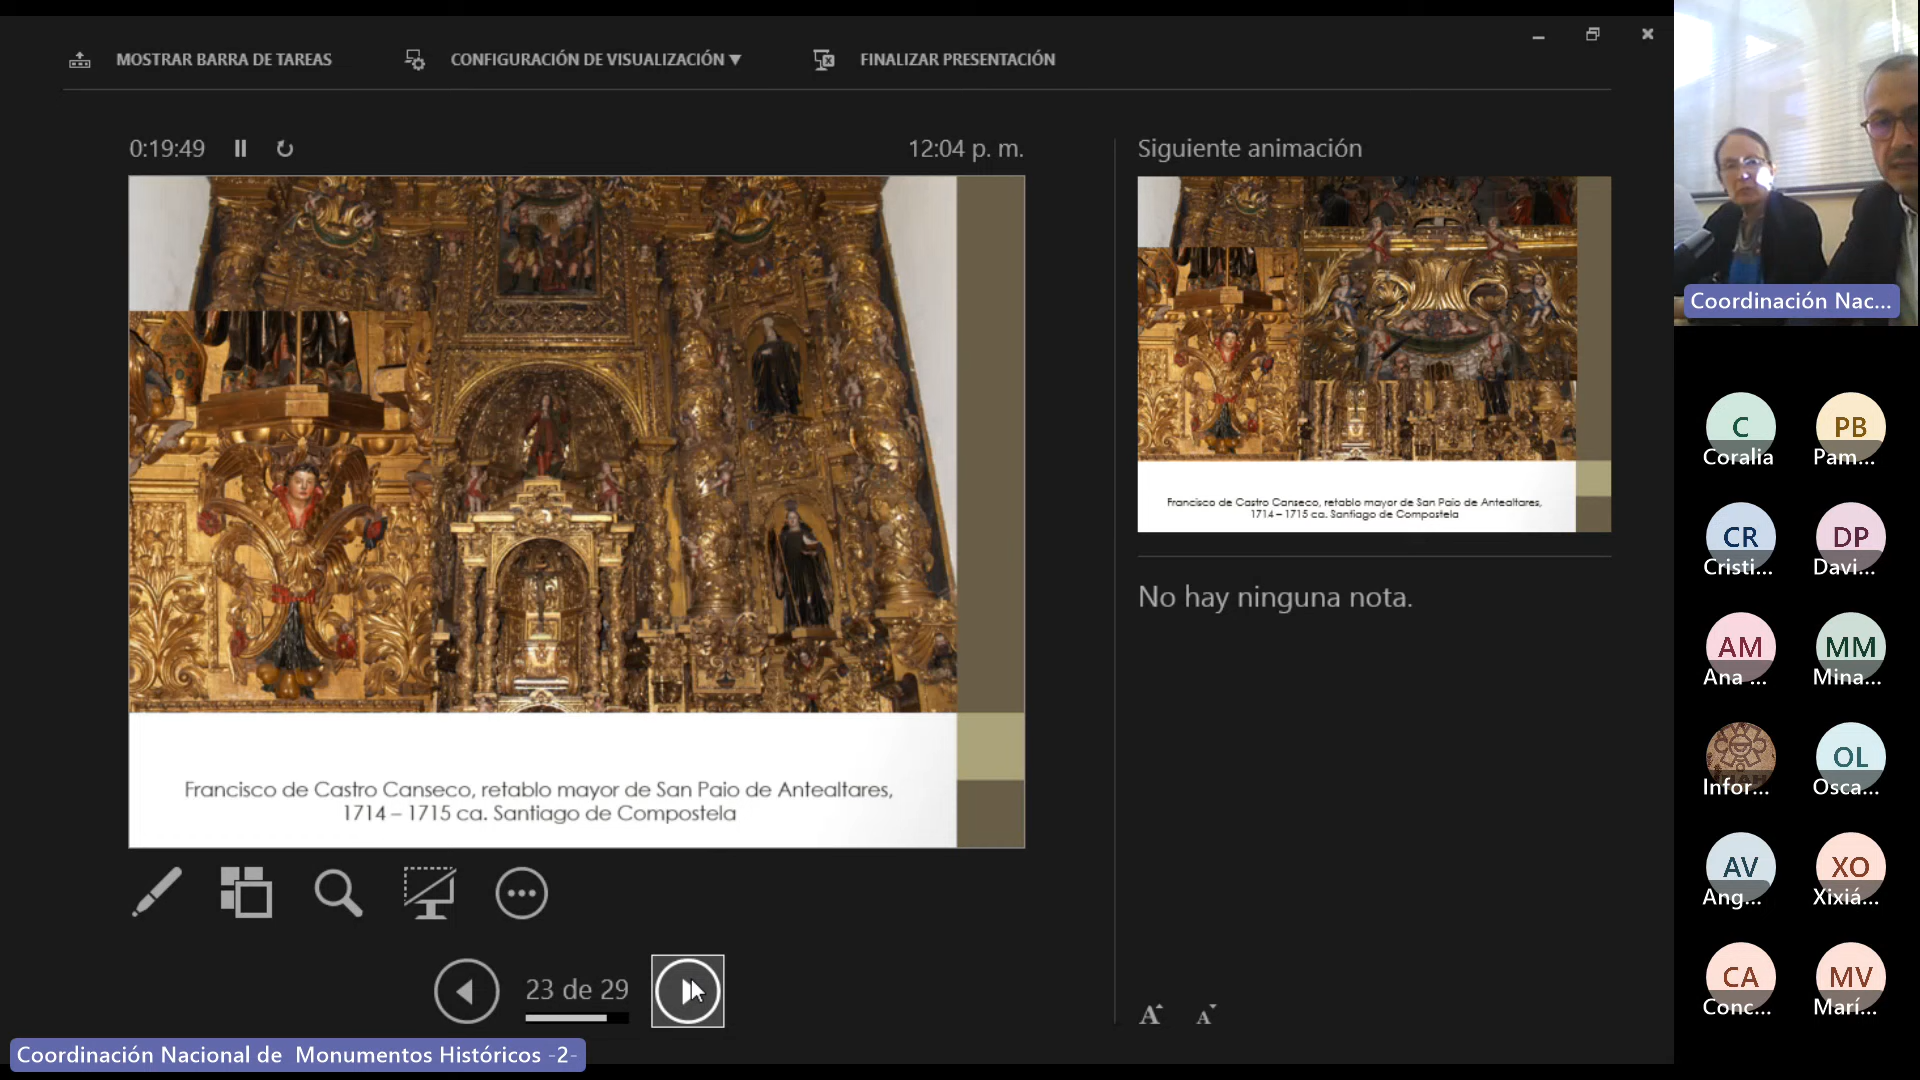 MOSTRAR BARRA DE TAREAS
CONFIGURACIÓN DE VISUALIZACIÓN ▼
FINALIZAR PRESENTACIÓN
0:19:49
12:04 p. m.
Siguiente animación
Francisco de Castro Canseco, retablo mayor de San Paio de Antealtares,
1714 – 1715 ca. Santiago de Compostela
Francisco de Castro Canseco, retablo mayor de San Paio de Antealtares,
1714 – 1715 ca. Santiago de Compostela
No hay ninguna nota.
23 de 29
A A
Coordinación Nacional de Monumentos Históricos -2-
Coordinación Nac...
C
Coralia
PB
Pam...
CR
Cristi...
DP
Davi...
AM
Ana ...
MM
Mina...
Infor...
OL
Osca...
AV
Ang...
XO
Xixiá...
CA
Conc...
MV
Marí...